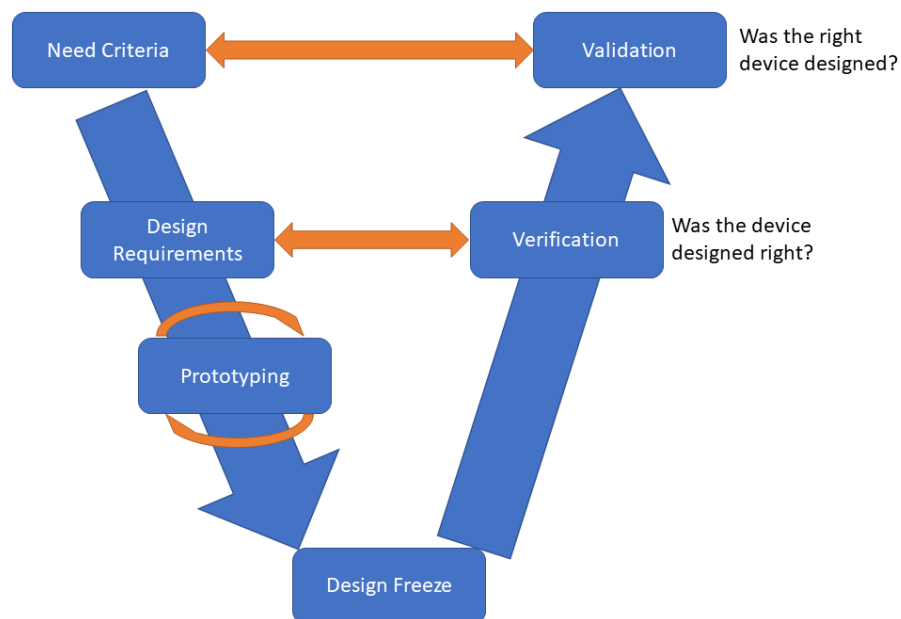 Need Criteria
Validation
Was the right
device designed?
Design
Requirements
Verification
Was the device
designed right?
Prototyping
Design Freeze